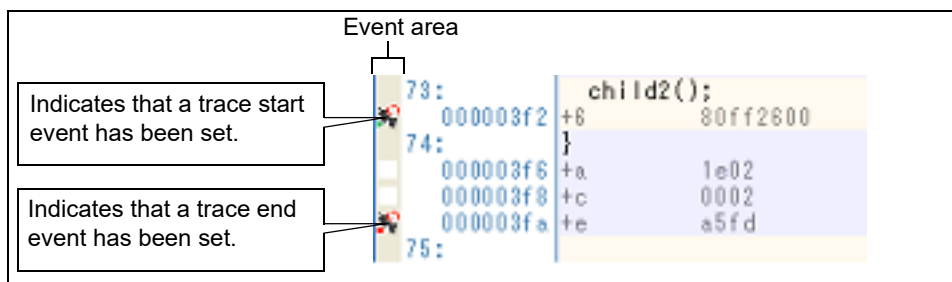 Event area
Indicates that a trace start
event has been set.
Indicates that a trace end
event has been set.
73: child2();
000003f2 +6 80ff2600
74: }
000003f6 +a 1e02
000003f8 +c 0002
000003fa +e a5fd
75: